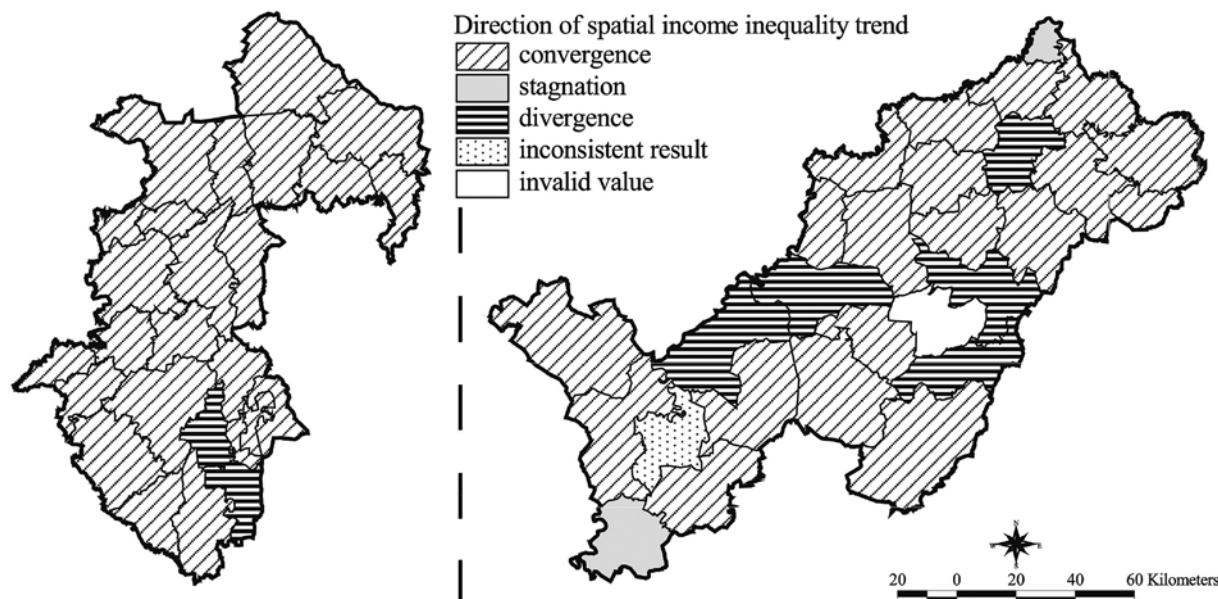 Direction of spatial income inequality trend
convergence
stagnation
divergence
inconsistent result
invalid value
N
W E
S
20 0 20 40 60 Kilometers